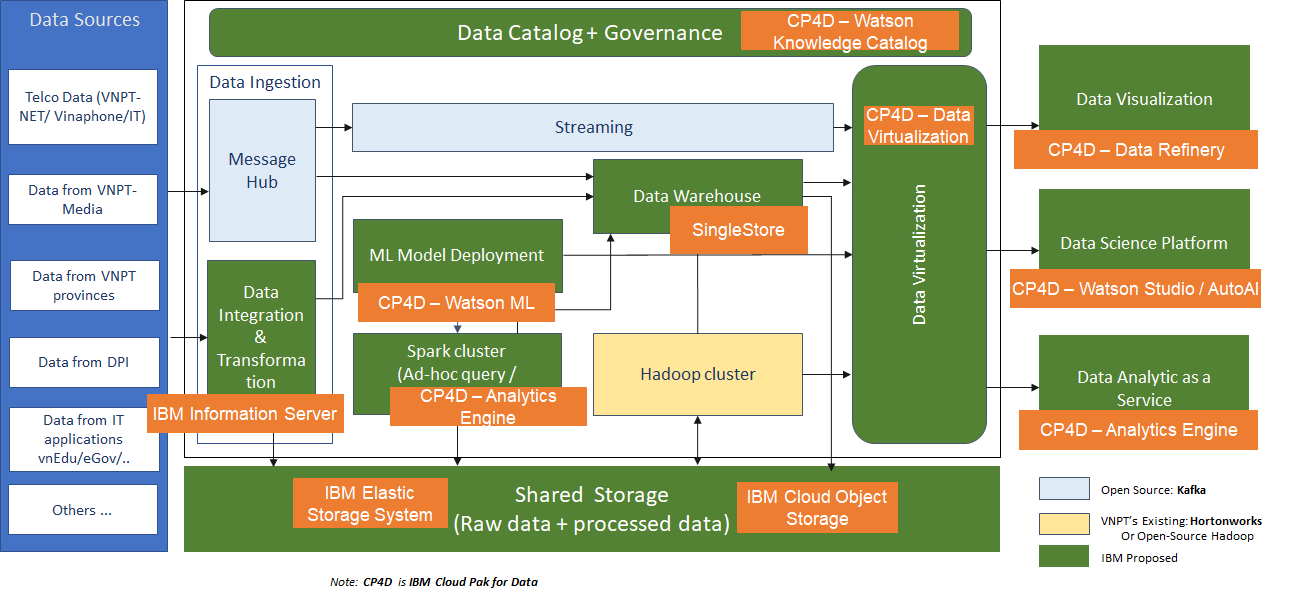 Data Sources
Telco Data (VNPT-
NET/ Vinaphone/IT)
Data from VNPT-
Media
Data from VNPT
provinces
Data from DPI
Data from IT
applications
vnEdu/eGov/..
Others ...
Data Catalog + Governance
CP4D – Watson
Knowledge Catalog
Data Ingestion
Message
Hub
Data
Integration
&
Transforma
tion
IBM Information Server
Streaming
Data Warehouse
SingleStore
ML Model Deployment
CP4D – Watson ML
Spark cluster
(Ad-hoc query /
CP4D – Analytics
Engine
Hadoop cluster
CP4D – Data
Virtualization
Data Virtualization
Data Visualization
CP4D – Data Refinery
Data Science Platform
CP4D – Watson Studio / AutoAI
Data Analytic as a
Service
CP4D – Analytics Engine
IBM Elastic
Storage System
Shared Storage
(Raw data + processed data)
IBM Cloud Object
Storage
Open Source: Kafka
VNPT's Existing: Hortonworks
Or Open-Source Hadoop
IBM Proposed
Note: CP4D is IBM Cloud Pak for Data